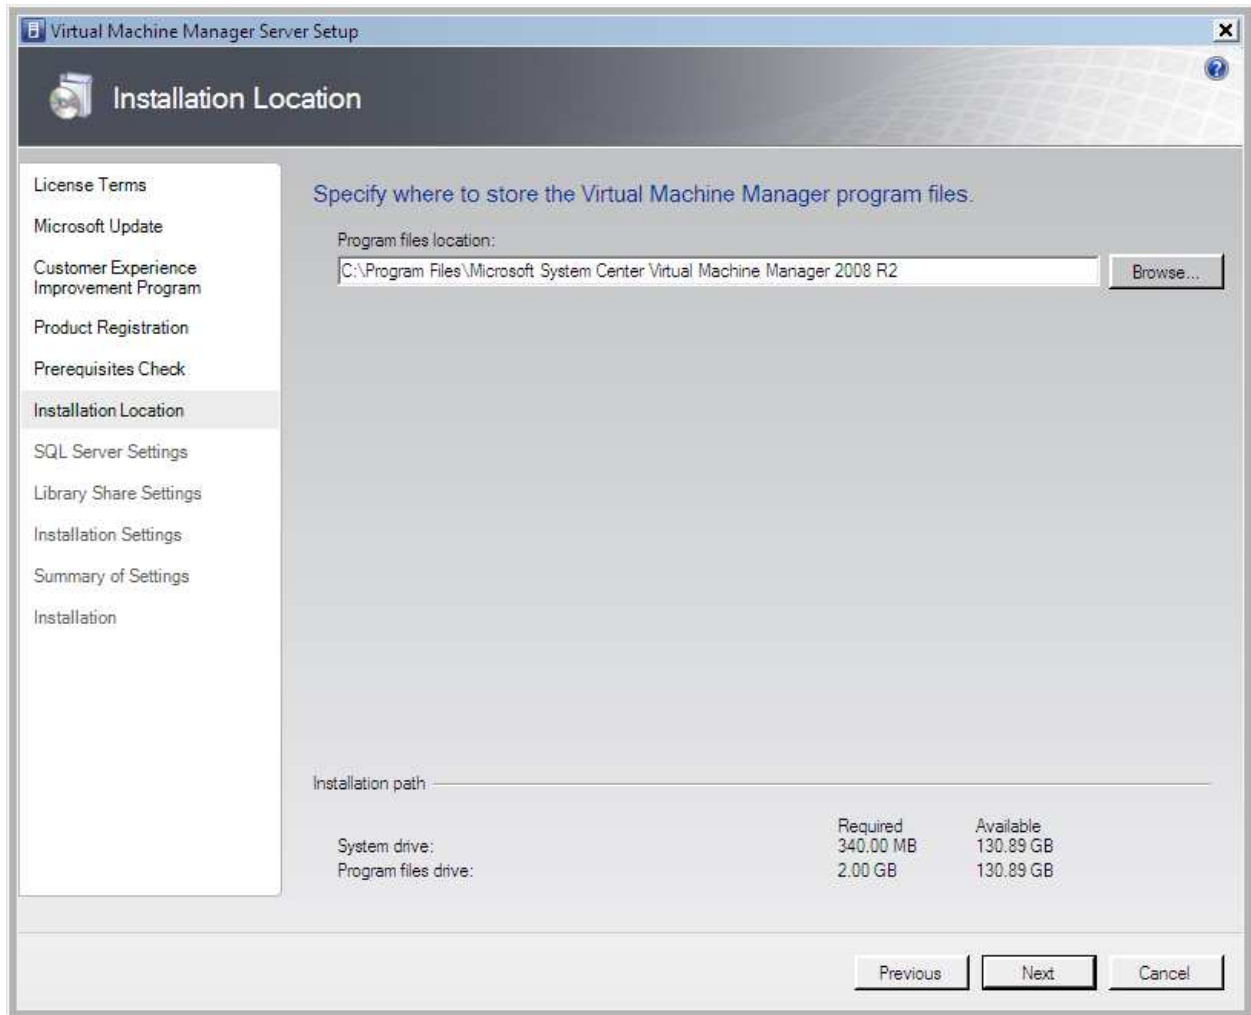 Virtual Machine Manager Server Setup
Installation Location
License Terms
Microsoft Update
Customer Experience
Improvement Program
Product Registration
Prerequisites Check
Installation Location
SQL Server Settings
Library Share Settings
Installation Settings
Summary of Settings
Installation
Specify where to store the Virtual Machine Manager program files.
Program files location:
C:\Program Files\Microsoft System Center Virtual Machine Manager 2008 R2
Browse...
Installation path
Required Available
System drive: 340.00 MB 130.89 GB
Program files drive: 2.00 GB 130.89 GB
Previous Next Cancel